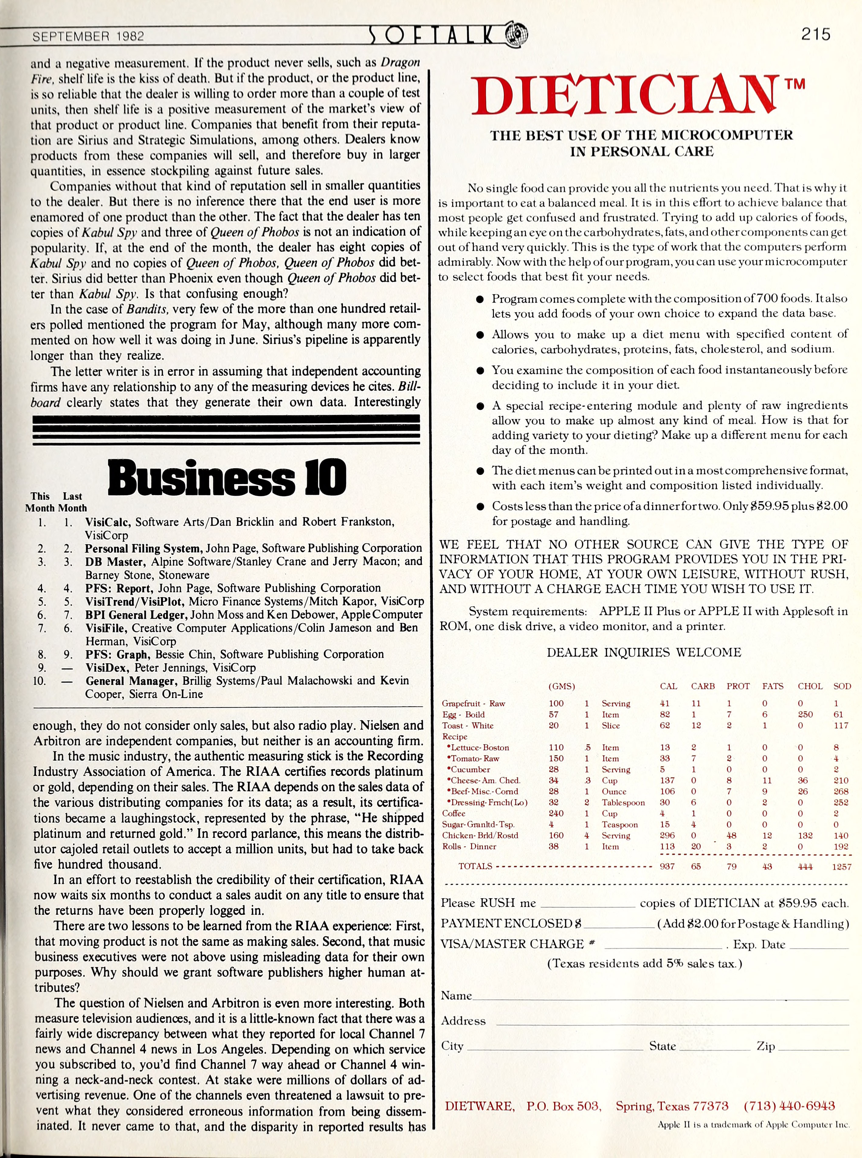 SEPTEMBER 1982
SOFTALK
215
and a negative measurement. If the product never sells, such as Dragon
Fire, shelf life is the kiss of death. But if the product, or the product line,
is so reliable that the dealer is willing to order more than a couple of test
units, then shelf life is a positive measurement of the market's view of
that product or product line. Companies that benefit from their reputa-
tion are Sirius and Strategic Simulations, among others. Dealers know
products from these companies will sell, and therefore buy in larger
quantities, in essence stockpiling against future sales.
Companies without that kind of reputation sell in smaller quantities
to the dealer. But there is no inference there that the end user is more
enamored of one product than the other. The fact that the dealer has ten
copies of Kabul Spy and three of Queen of Phobos is not an indication of
popularity. If, at the end of the month, the dealer has eight copies of
Kabul Spy and no copies of Queen of Phobos, Queen of Phobos did bet-
ter. Sirius did better than Phoenix even though Queen of Phobos did bet-
ter than Kabul Spy. Is that confusing enough?
In the case of Bandits, very few of the more than one hundred retail-
ers polled mentioned the program for May, although many more com-
mented on how well it was doing in June. Sirius's pipeline is apparently
longer than they realize.
The letter writer is in error in assuming that independent accounting
firms have any relationship to any of the measuring devices he cites. Bill-
board clearly states that they generate their own data. Interestingly
Business 10
This Last
Month Month
1. 1. VisiCalc, Software Arts/Dan Bricklin and Robert Frankston,
VisiCorp
2. 2. Personal Filing System, John Page, Software Publishing Corporation
3. 3. DB Master, Alpine Software/Stanley Crane and Jerry Macon; and
Barney Stone, Stoneware
4. 4. PFS: Report, John Page, Software Publishing Corporation
5. 5. VisiTrend/VisiPlot, Micro Finance Systems/Mitch Kapor, VisiCorp
6. 7. BPI General Ledger, John Moss and Ken Debower, Apple Computer
7. 6. VisiFile, Creative Computer Applications/Colin Jameson and Ben
Herman, VisiCorp
8. 9. PFS: Graph, Bessie Chin, Software Publishing Corporation
9. — VisiDex, Peter Jennings, VisiCorp
10. — General Manager, Brillig Systems/Paul Malachowski and Kevin
Cooper, Sierra On-Line
enough, they do not consider only sales, but also radio play. Nielsen and
Arbitron are independent companies, but neither is an accounting firm.
In the music industry, the authentic measuring stick is the Recording
Industry Association of America. The RIAA certifies records platinum
or gold, depending on their sales. The RIAA depends on the sales data of
the various distributing companies for its data; as a result, its certifica-
tions became a laughingstock, represented by the phrase, "He shipped
platinum and returned gold." In record parlance, this means the distrib-
utor cajoled retail outlets to accept a million units, but had to take back
five hundred thousand.
In an effort to reestablish the credibility of their certification, RIAA
now waits six months to conduct a sales audit on any title to ensure that
the returns have been properly logged in.
There are two lessons to be learned from the RIAA experience: First,
that moving product is not the same as making sales. Second, that music
business executives were not above using misleading data for their own
purposes. Why should we grant software publishers higher human at-
tributes?
The question of Nielsen and Arbitron is even more interesting. Both
measure television audiences, and it is a little-known fact that there was a
fairly wide discrepancy between what they reported for local Channel 7
news and Channel 4 news in Los Angeles. Depending on which service
you subscribed to, you'd find Channel 7 way ahead or Channel 4 win-
ning a neck-and-neck contest. At stake were millions of dollars of ad-
vertising revenue. One of the channels even threatened a lawsuit to pre-
vent what they considered erroneous information from being dissem-
inated. It never came to that, and the disparity in reported results has
DIETICIAN™
THE BEST USE OF THE MICROCOMPUTER
IN PERSONAL CARE
No single food can provide you all the nutrients you need. That is why it
is important to eat a balanced meal. It is in this effort to achieve balance that
most people get confused and frustrated. Trying to add up calories of foods,
while keeping an eye on the carbohydrates, fats, and other components can get
out of hand very quickly. This is the type of work that the computers perform
admirably. Now with the help of our program, you can use your microcomputer
to select foods that best fit your needs.
● Program comes complete with the composition of 700 foods. It also
lets you add foods of your own choice to expand the data base.
● Allows you to make up a diet menu with specified content of
calories, carbohydrates, proteins, fats, cholesterol, and sodium.
● You examine the composition of each food instantaneously before
deciding to include it in your diet.
● A special recipe-entering module and plenty of raw ingredients
allow you to make up almost any kind of meal. How is that for
adding variety to your dieting? Make up a different menu for each
day of the month.
● The diet menus can be printed out in a most comprehensive format,
with each item's weight and composition listed individually.
● Costs less than the price of a dinner for two. Only $59.95 plus $2.00
for postage and handling.
WE FEEL THAT NO OTHER SOURCE CAN GIVE THE TYPE OF
INFORMATION THAT THIS PROGRAM PROVIDES YOU IN THE PRI-
VACY OF YOUR HOME, AT YOUR OWN LEISURE, WITHOUT RUSH,
AND WITHOUT A CHARGE EACH TIME YOU WISH TO USE IT.
System requirements: APPLE II Plus or APPLE II with Applesoft in
ROM, one disk drive, a video monitor, and a printer.
DEALER INQUIRIES WELCOME
(GMS) CAL CARB PROT FATS CHOL SOD
Grapefruit - Raw 100 1 Serving 41 11 1 0 0 1
Egg - Boild 57 1 Item 82 1 7 6 250 61
Toast - White 20 1 Slice 62 12 2 1 0 117
Recipe
*Lettuce-Boston 110 .5 Item 13 2 1 0 0 8
*Tomato-Raw 150 1 Item 33 7 2 0 0 4
*Cucumber 28 1 Serving 5 1 0 0 0 2
*Cheese-Am. Ched. 34 .3 Cup 137 0 8 11 36 210
*Beef-Misc.-Cornd 28 1 Ounce 106 0 7 9 26 268
*Dressing-Frnch(Lo) 32 2 Tablespoon 30 6 0 2 0 252
Coffee 240 1 Cup 4 1 0 0 0 2
Sugar-Granltd-Tsp. 4 1 Teaspoon 15 4 0 0 0 0
Chicken-Brld/Rostd 160 4 Serving 296 0 48 12 132 140
Rolls - Dinner 38 1 Item 113 20 3 2 0 192
TOTALS 937 65 79 43 444 1257
Please RUSH me ________ copies of DIETICIAN at $59.95 each.
PAYMENT ENCLOSED $ ________ (Add $2.00 for Postage & Handling)
VISA/MASTER CHARGE # ________ . Exp. Date ________
(Texas residents add 5% sales tax.)
Name________
Address ________
City ________ State ________ Zip ________
DIETWARE, P.O. Box 503, Spring, Texas 77373 (713) 440-6943
Apple II is a trademark of Apple Computer Inc.